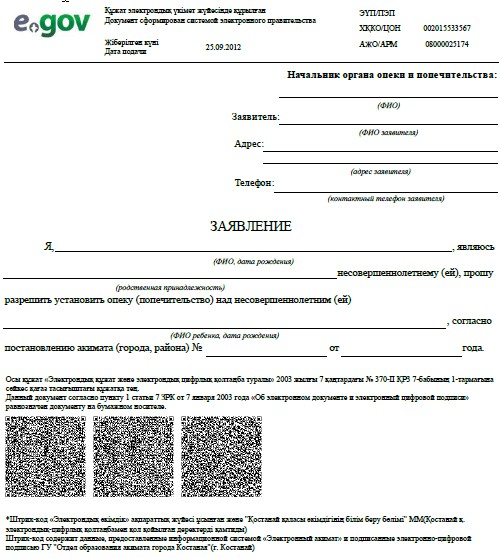 e.gov
Құжат электрондық үкімет жүйесінде құрылған
Документ сформирован системой электронного правительства
Жіберілген күні
Дата подачи
25.09.2012
ЭҮП/ПЭП
ХҚКО/ЦОН 002015533567
АЖО/АРМ 08000025174
Начальник органа опеки и попечительства:
(ФИО)
Заявитель:
(ФИО заявителя)
Адрес:
(адрес заявителя)
Телефон:
(контактный телефон заявителя)
ЗАЯВЛЕНИЕ
Я, , являюсь
(ФИО, дата рождения)
несовершеннолетнему (ей), прошу
(родственная принадлежность)
разрешить установить опеку (попечительство) над несовершеннолетним (ей)
, согласно
(ФИО ребенка, дата рождения)
постановлению акимата (города, района) № от года.
Осы құжат «Электрондық құжат және электрондық цифрлық қолтаңба туралы» 2003 жылғы 7 қаңтардағы № 370-II ҚРЗ 7-бабының 1-тармағына
сәйкес қағаз тасығыштағы құжатқа тең.
Данный документ согласно пункту 1 статьи 7 ЗРК от 7 января 2003 года «Об электронном документе и электронный цифровой подписи»
равнозначен документу на бумажном носителе.
*Штрих-код «Электрондық әкімдік» ақпараттық жүйесі ұсынған және "Қостанай қаласы әкімдігінің білім беру бөлімі" ММ(Қостанай қ.
электрондық-цифрлық қолтанбамен қол қойылған деректерді қамтиды)
Штрих-код содержит данные, предоставленные информационной системой «Электронный акимат» и подписанные электронно-цифровой
подписью ГУ "Отдел образования акимата города Костаная"(г. Костанай)